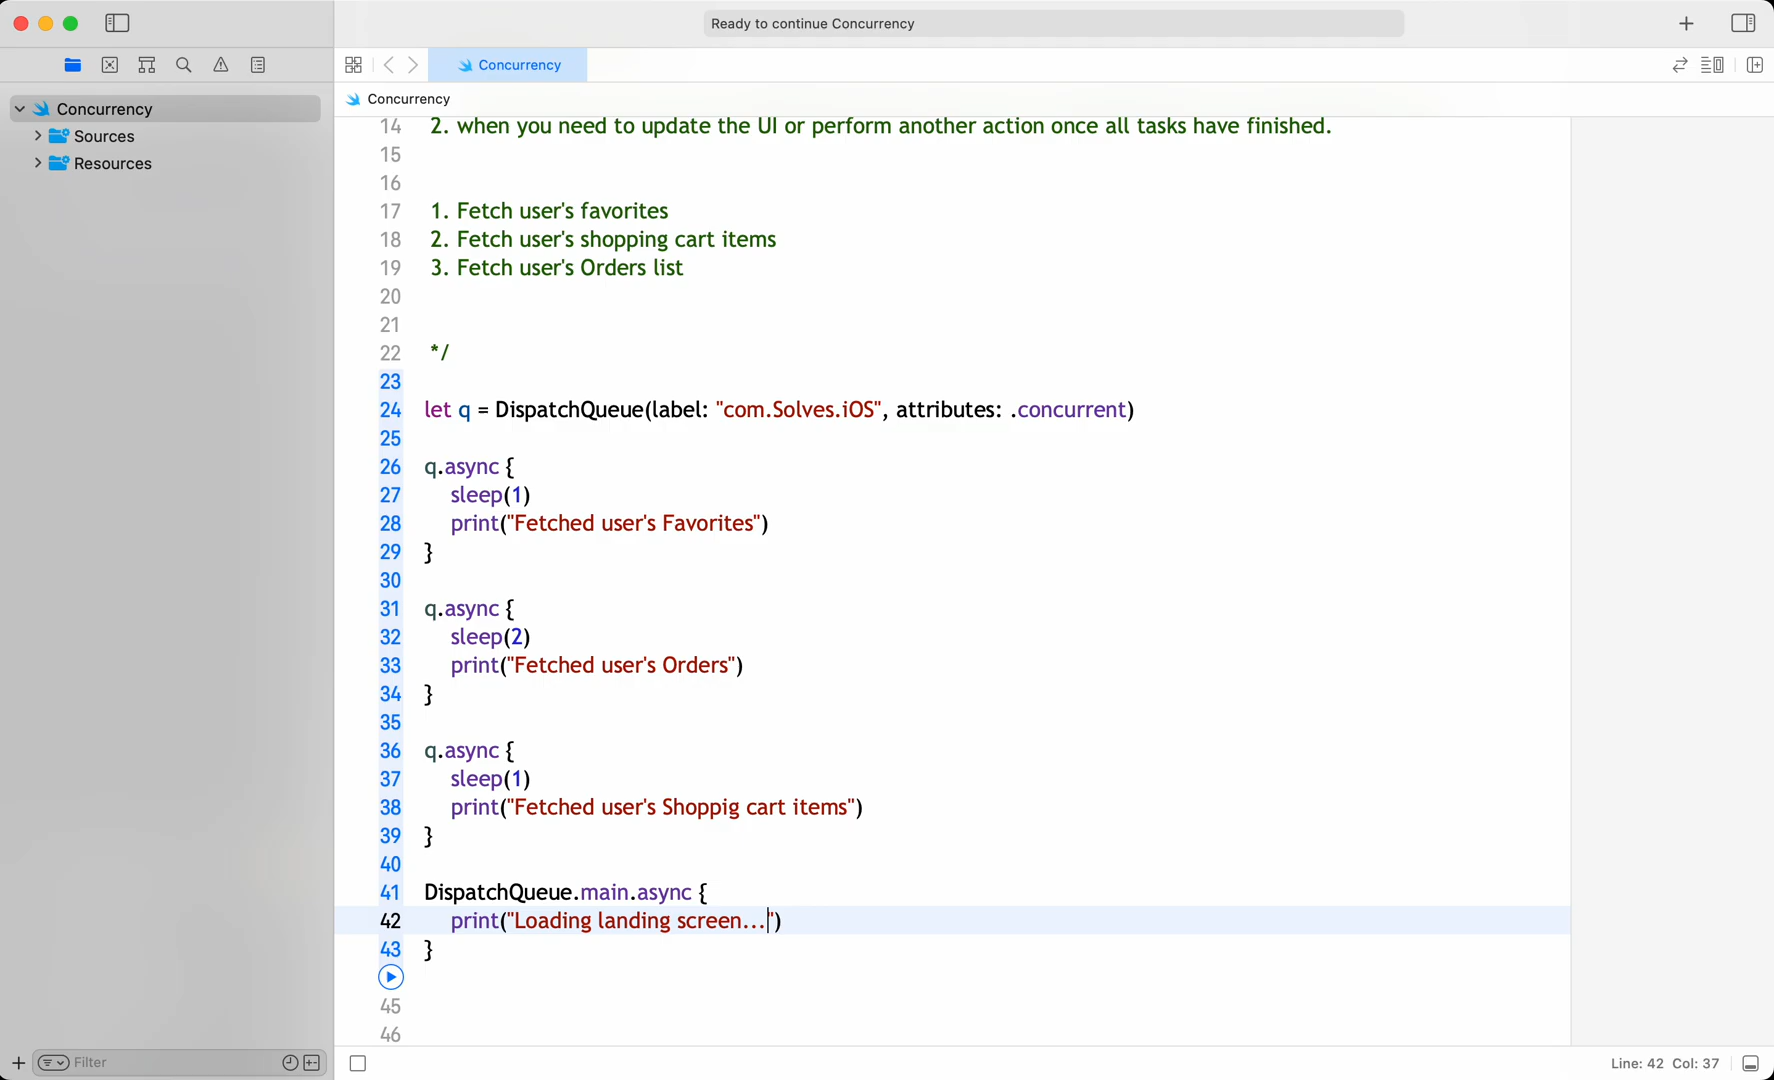 Ready to continue Concurrency
Concurrency
Concurrency
Concurrency
Sources
Resources
14 2. when you need to update the UI or perform another action once all tasks have finished.
15
16
17 1. Fetch user's favorites
18 2. Fetch user's shopping cart items
19 3. Fetch user's Orders list
20
21
22 */
23
24 let q = DispatchQueue(label: "com.Solves.iOS", attributes: .concurrent)
25
26 q.async {
27 sleep(1)
28 print("Fetched user's Favorites")
29 }
30
31 q.async {
32 sleep(2)
33 print("Fetched user's Orders")
34 }
35
36 q.async {
37 sleep(1)
38 print("Fetched user's Shoppig cart items")
39 }
40
41 DispatchQueue.main.async {
42 print("Loading landing screen...")
43 }
45
46
Filter
Line: 42 Col: 37